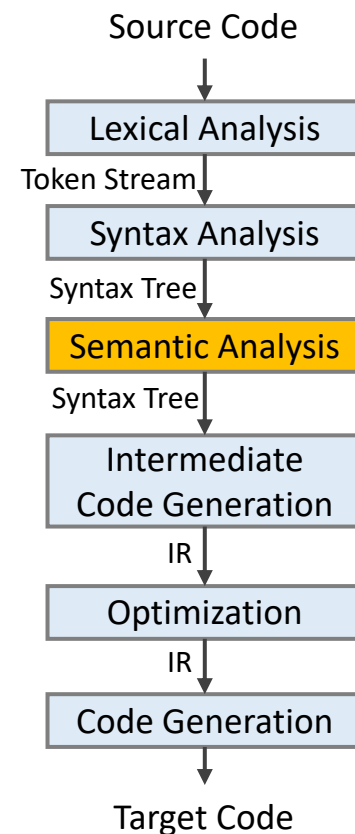 Source Code
Lexical Analysis
Token Stream
Syntax Analysis
Syntax Tree
Semantic Analysis
Syntax Tree
Intermediate
Code Generation
IR
Optimization
IR
Code Generation
Target Code